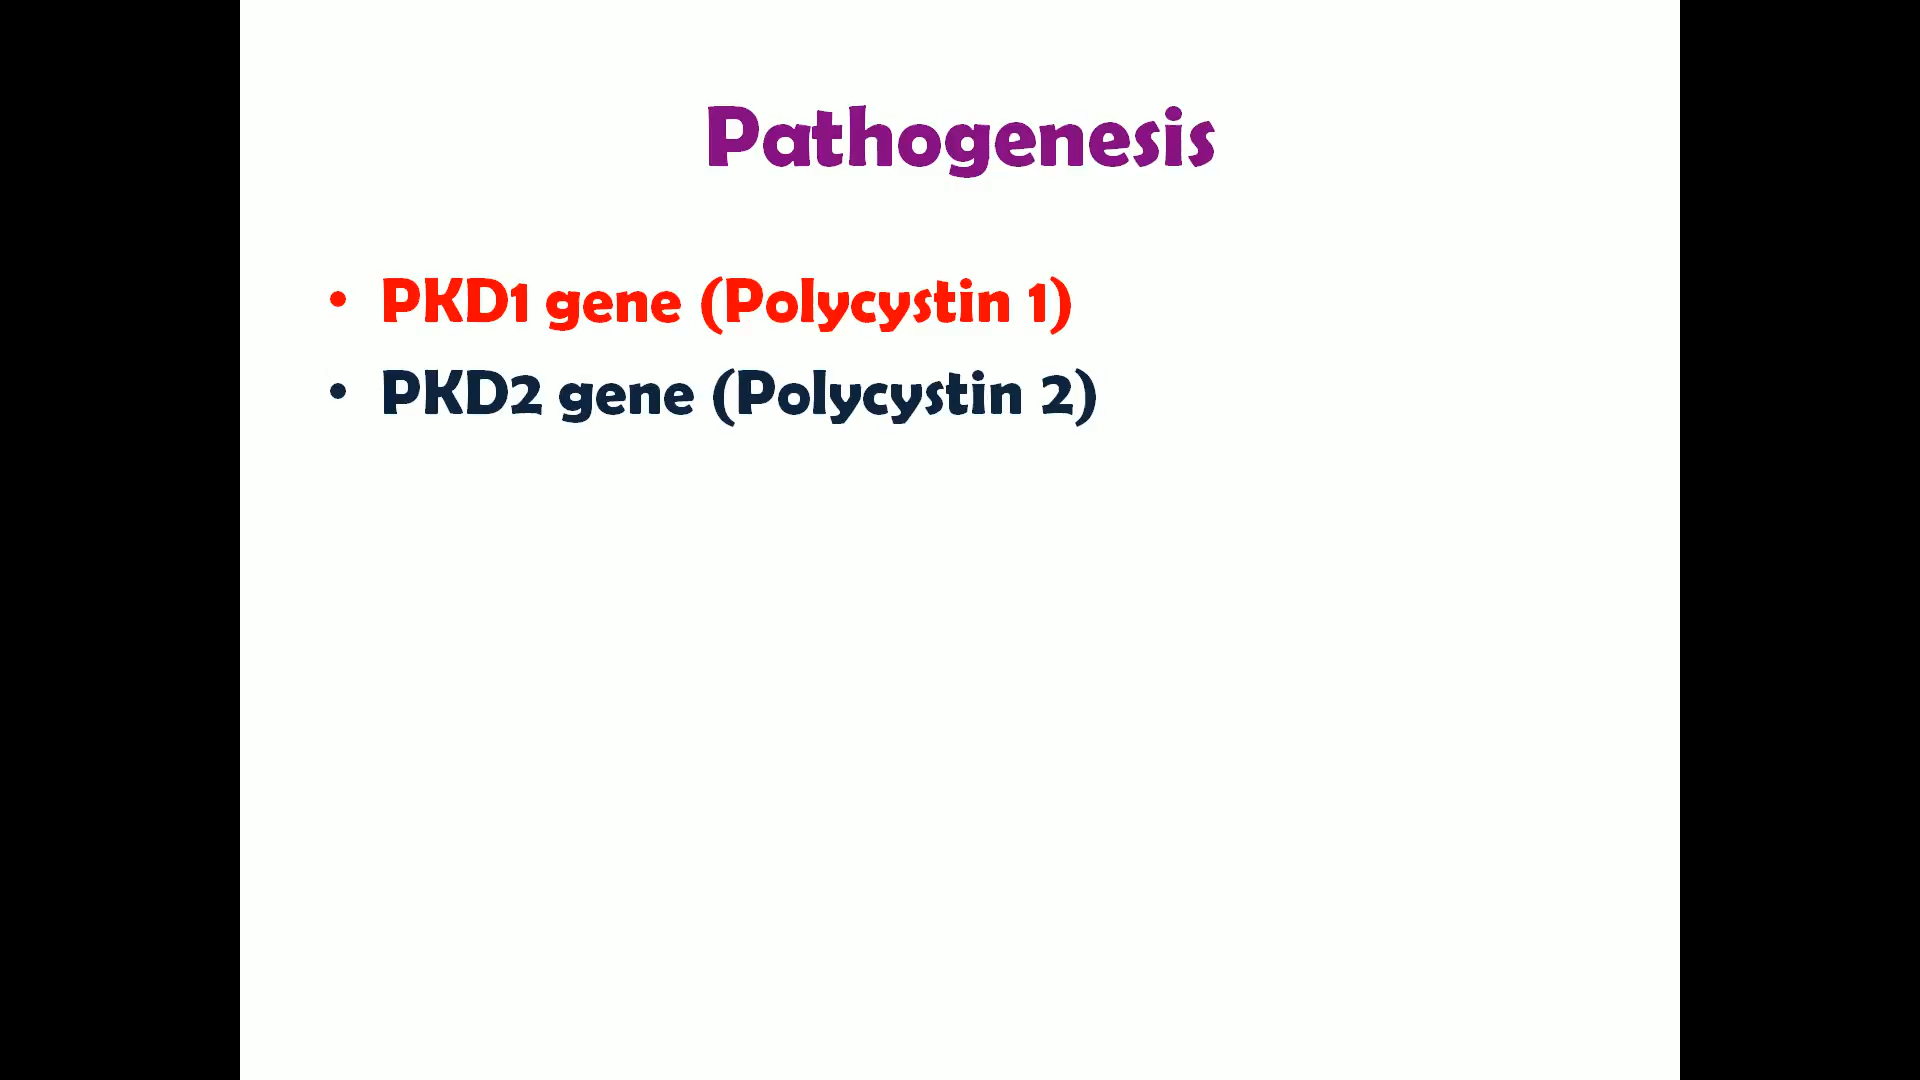 Pathogenesis
• PKD1 gene (Polycystin 1)
• PKD2 gene (Polycystin 2)